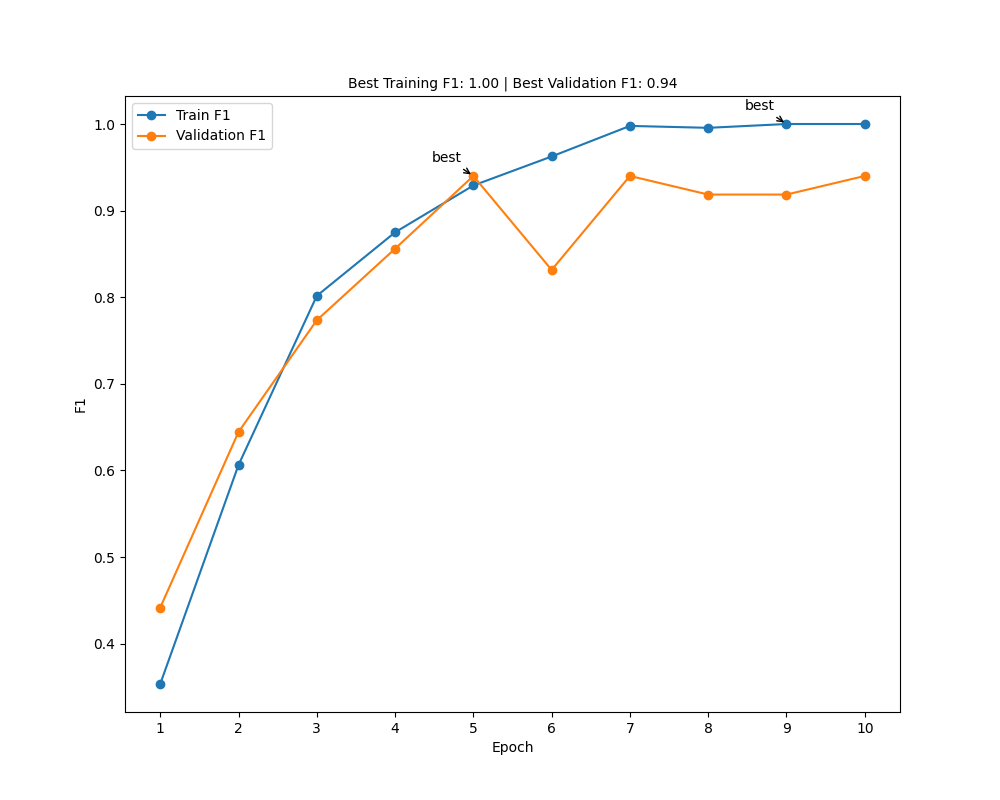 Best Training F1: 1.00 | Best Validation F1: 0.94
Train F1
Validation F1
best
best
1.0
0.9
0.8
0.7
0.6
0.5
0.4
F1
1 2 3 4 5 6 7 8 9 10
Epoch